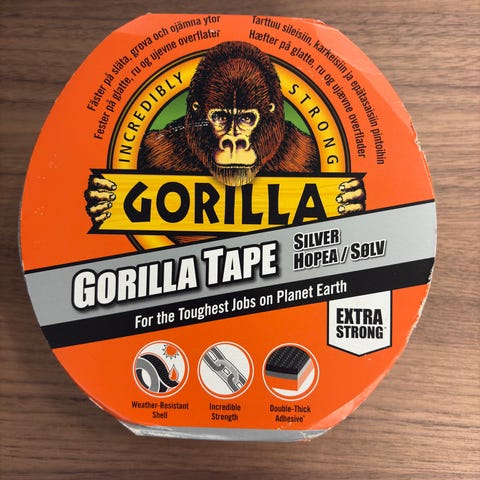 Fäster på släta, grova och ojämna ytor
Fester på glatte, ru og ujevne overflater
Tarttuu sileisiin, karkeisiin ja epätasaisiin pintoihin
Hæfter på glatte, ru og ujævne overflader
INCREDIBLY STRONG
GORILLA
GORILLA TAPE
SILVER
HOPEA / SØLV
For the Toughest Jobs on Planet Earth
EXTRA
STRONG*
Weather-Resistant
Shell
Incredible
Strength
Double-Thick
Adhesive*